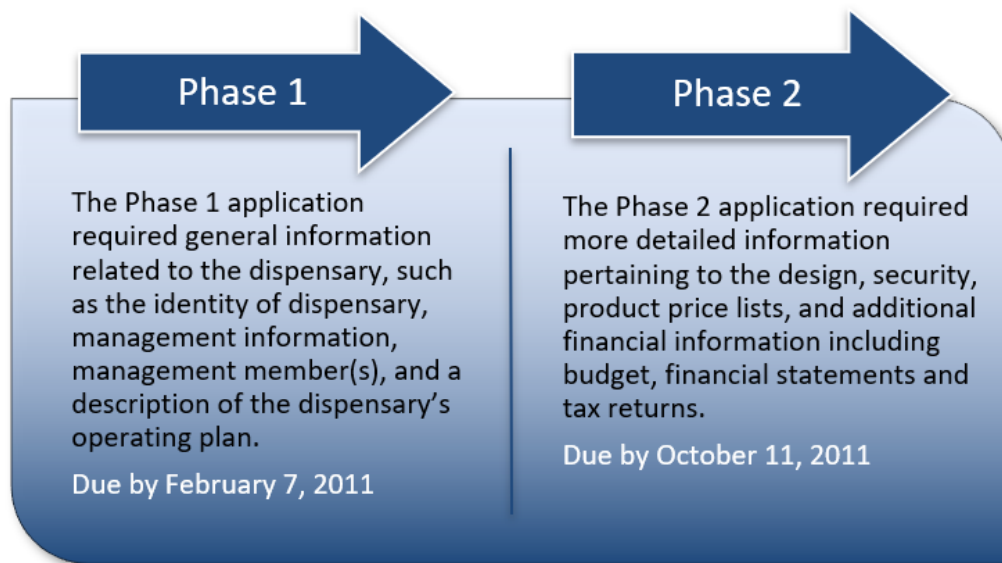 Phase 1
The Phase 1 application
required general information
related to the dispensary, such
as the identity of dispensary,
management information,
management member(s), and a
description of the dispensary’s
operating plan.
Due by February 7, 2011
Phase 2
The Phase 2 application required
more detailed information
pertaining to the design, security,
product price lists, and additional
financial information including
budget, financial statements and
tax returns.
Due by October 11, 2011